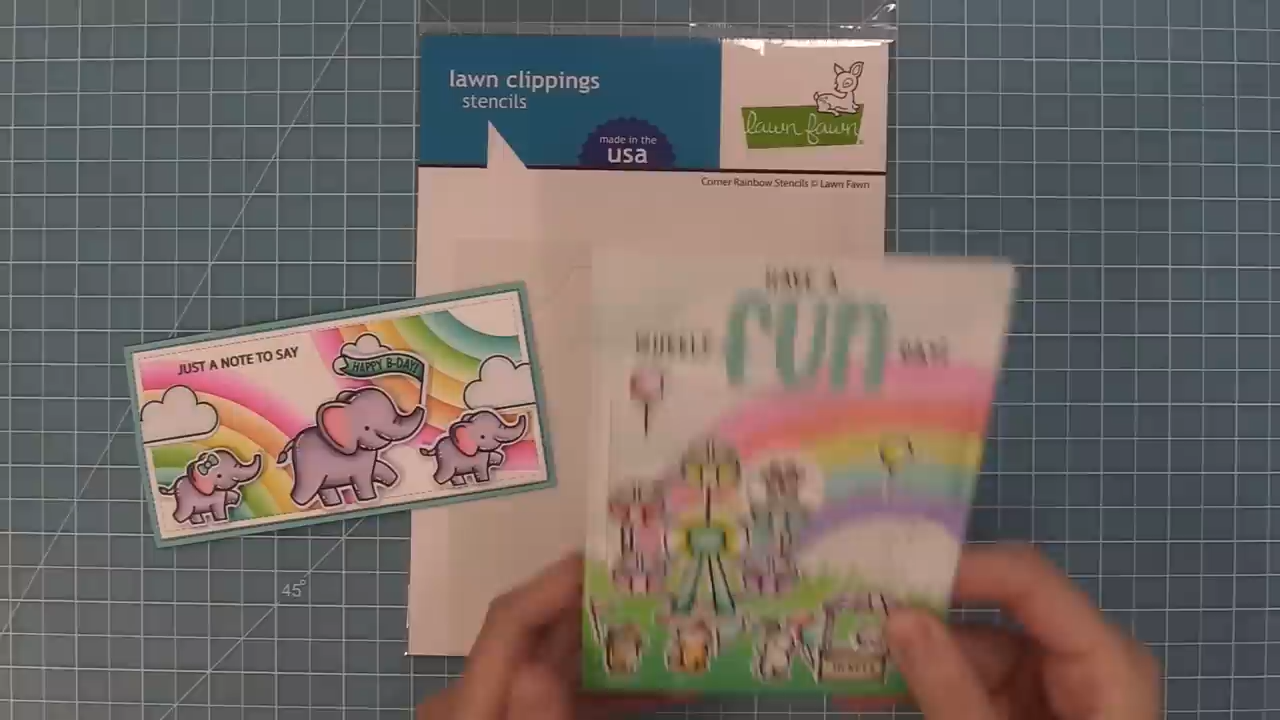 lawn clippings
stencils
made in the
usa
lawn fawn
Corner Rainbow Stencils © Lawn Fawn
JUST A NOTE TO SAY
HAPPY B-DAY!
HAVE A
fun DAY!
45°